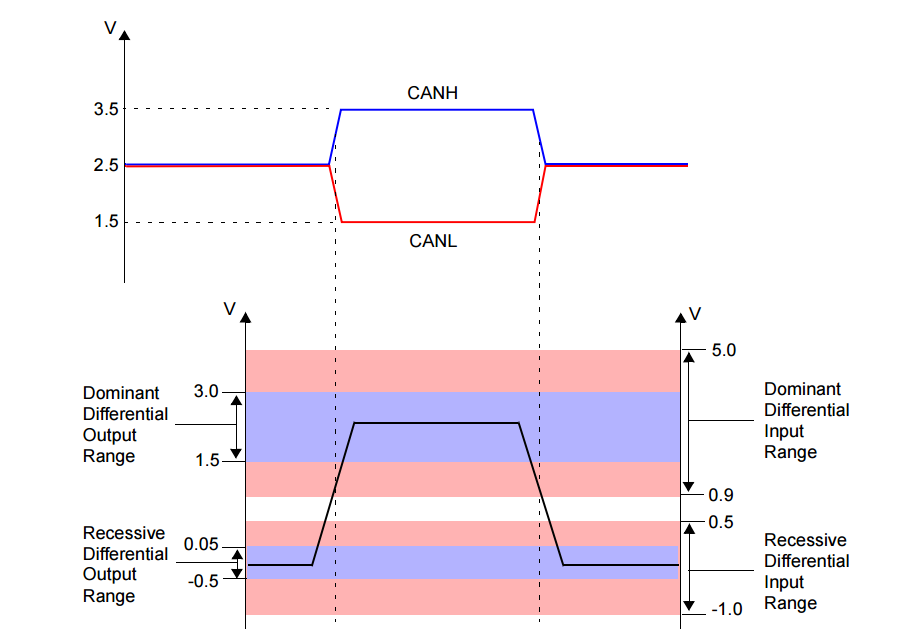 V
CANH
3.5
2.5
1.5
CANL
V
V
5.0
Dominant
Differential
Output
Range
3.0
1.5
Dominant
Differential
Input
Range
0.9
0.5
Recessive
Differential
Output
Range
0.05
-0.5
Recessive
Differential
Input
Range
-1.0